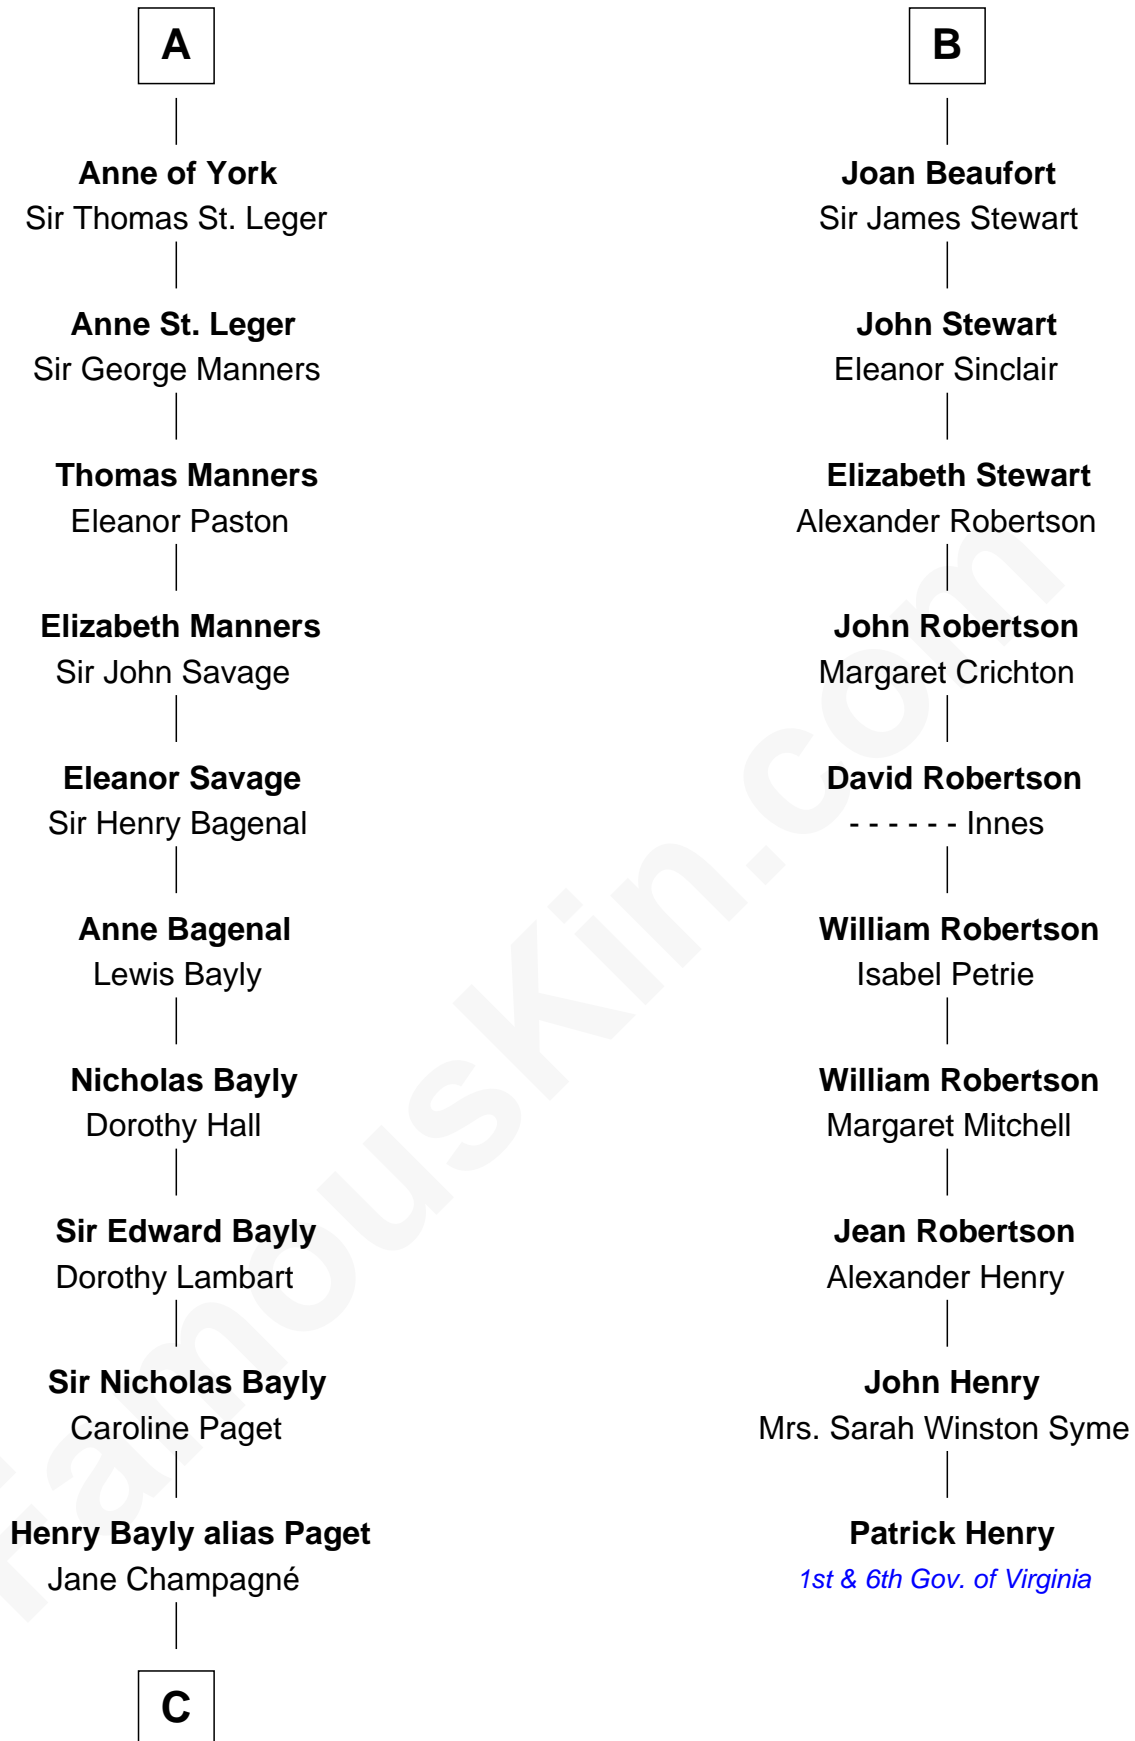 A
Anne of York
Sir Thomas St. Leger
Anne St. Leger
Sir George Manners
Thomas Manners
Eleanor Paston
Elizabeth Manners
Sir John Savage
Eleanor Savage
Sir Henry Bagenal
Anne Bagenal
Lewis Bayly
Nicholas Bayly
Dorothy Hall
Sir Edward Bayly
Dorothy Lambart
Sir Nicholas Bayly
Caroline Paget
Henry Bayly alias Paget
Jane Champagné
C
B
Joan Beaufort
Sir James Stewart
John Stewart
Eleanor Sinclair
Elizabeth Stewart
Alexander Robertson
John Robertson
Margaret Crichton
David Robertson
- - - - - - Innes
William Robertson
Isabel Petrie
William Robertson
Margaret Mitchell
Jean Robertson
Alexander Henry
John Henry
Mrs. Sarah Winston Syme
Patrick Henry
1st & 6th Gov. of Virginia
FamousKin.com